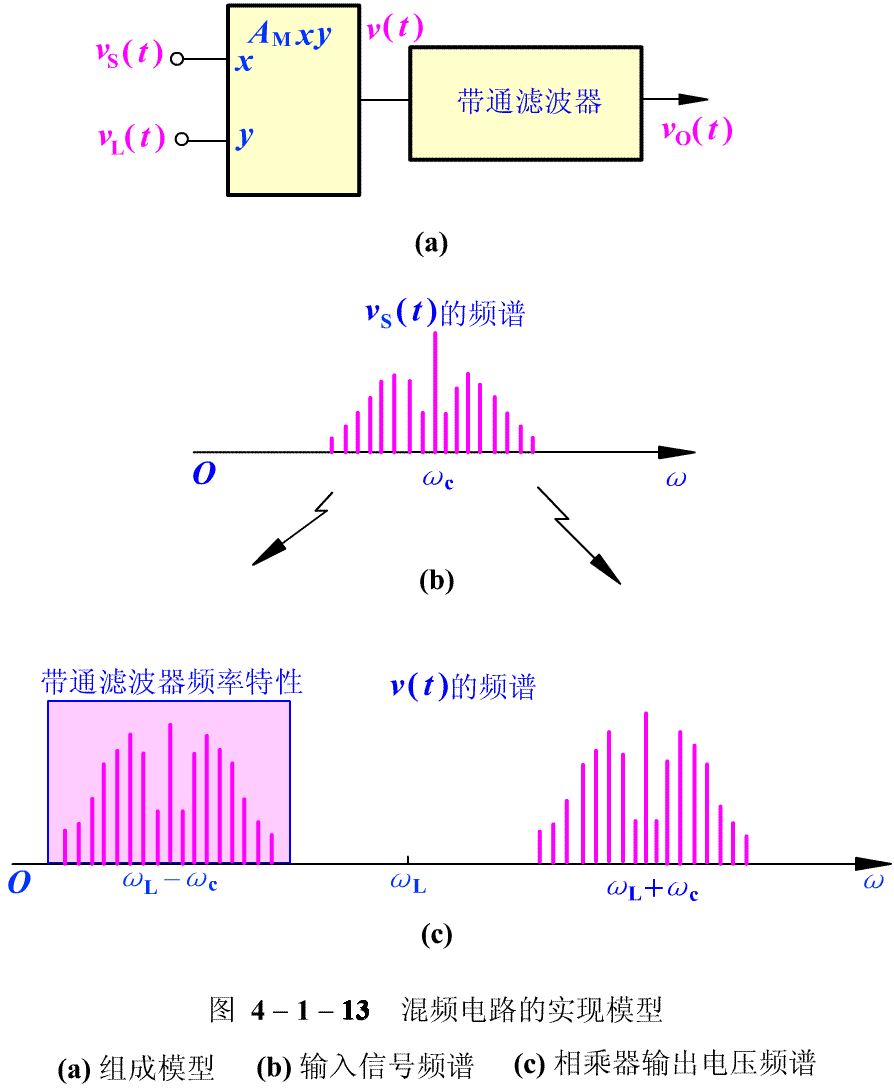 A_M xy
v(t)
v_S(t)
x
v_L(t)
y
带通滤波器
v_O(t)
(a)
v_S(t)的频谱
O
ω_c
ω
(b)
带通滤波器频率特性
v(t)的频谱
O
ω_L－ω_c
ω_L
ω_L+ω_c
ω
(c)
图 4－1－13 混频电路的实现模型
(a) 组成模型 (b) 输入信号频谱 (c) 相乘器输出电压频谱